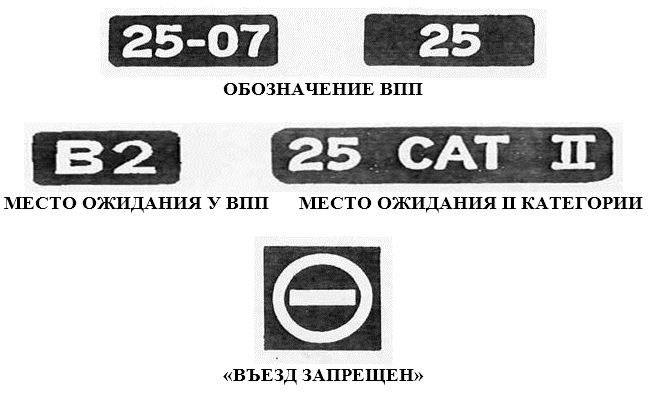 25-07 25
ОБОЗНАЧЕНИЕ ВПП
B2 25 CAT II
МЕСТО ОЖИДАНИЯ У ВПП МЕСТО ОЖИДАНИЯ II КАТЕГОРИИ
«ВЪЕЗД ЗАПРЕЩЕН»